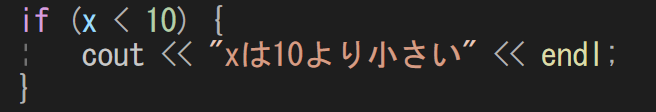 if (x < 10) {
    cout << "xは10より小さい" << endl;
}